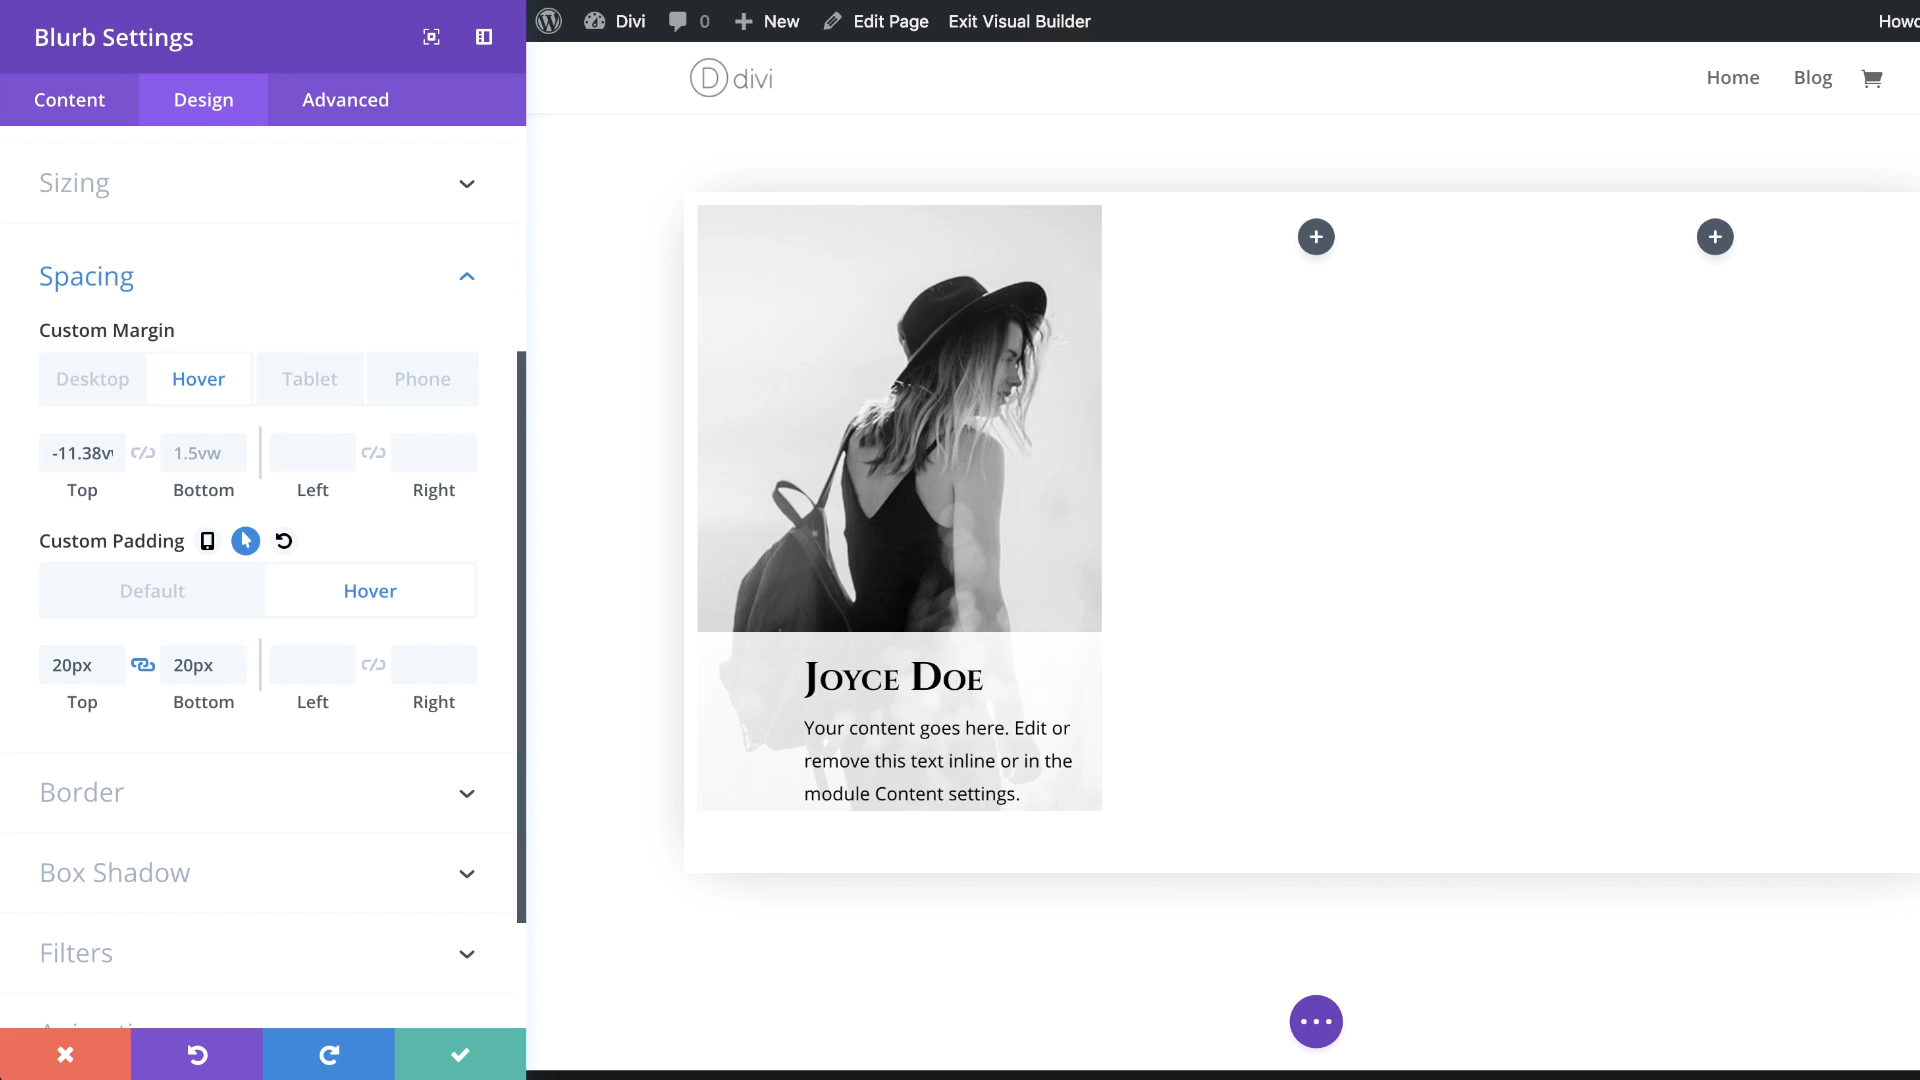 Blurb Settings
Divi
0
New
Edit Page
Exit Visual Builder
Content
Design
Advanced
D divi
Home
Blog
Sizing
Spacing
Custom Margin
Desktop
Hover
Tablet
Phone
-11.38v
1.5vw
Top
Bottom
Left
Right
Custom Padding
Default
Hover
20px
20px
Top
Bottom
Left
Right
Joyce Doe
Your content goes here. Edit or
remove this text inline or in the
module Content settings.
Border
Box Shadow
Filters